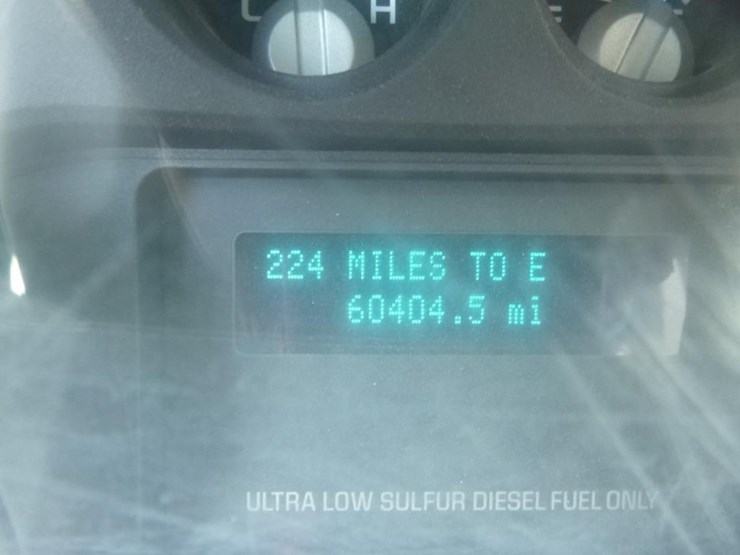 H
224 MILES TO E
60404.5 mi
ULTRA LOW SULFUR DIESEL FUEL ONLY